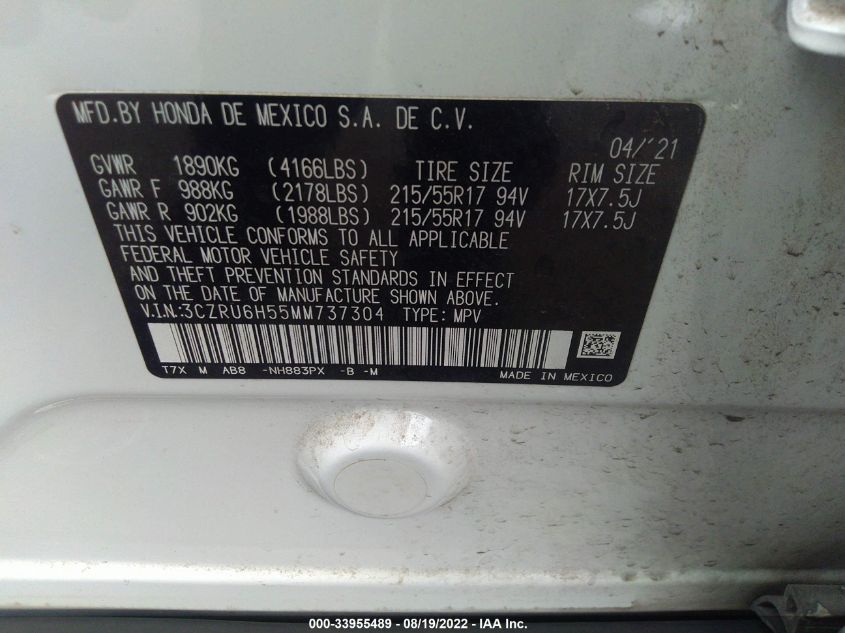 MFD.BY HONDA DE MEXICO S.A. DE C.V.
04/'21
GVWR 1890KG (4166LBS) TIRE SIZE RIM SIZE
GAWR F 988KG (2178LBS) 215/55R17 94V 17X7.5J
GAWR R 902KG (1988LBS) 215/55R17 94V 17X7.5J
THIS VEHICLE CONFORMS TO ALL APPLICABLE
FEDERAL MOTOR VEHICLE SAFETY
AND THEFT PREVENTION STANDARDS IN EFFECT
ON THE DATE OF MANUFACTURE SHOWN ABOVE.
V.I.N:3CZRU6H55MM737304 TYPE: MPV
T7X M AB8 -NH883PX -B -M MADE IN MEXICO
000-33955489 - 08/19/2022 - IAA Inc.